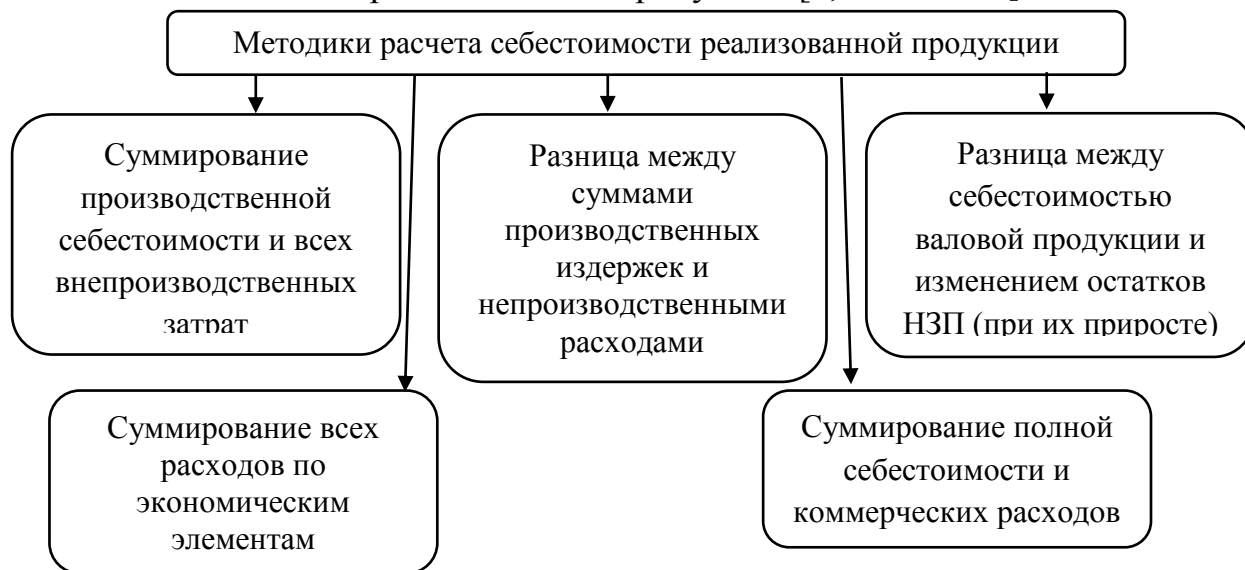 Методики расчета себестоимости реализованной продукции
Суммирование
производственной
себестоимости и всех
внепроизводственных
затрат
Разница между
суммами
производственных
издержек и
непроизводственными
расходами
Разница между
себестоимостью
валовой продукции и
изменением остатков
НЗП (при их приросте)
Суммирование всех
расходов по
экономическим
элементам
Суммирование полной
себестоимости и
коммерческих расходов